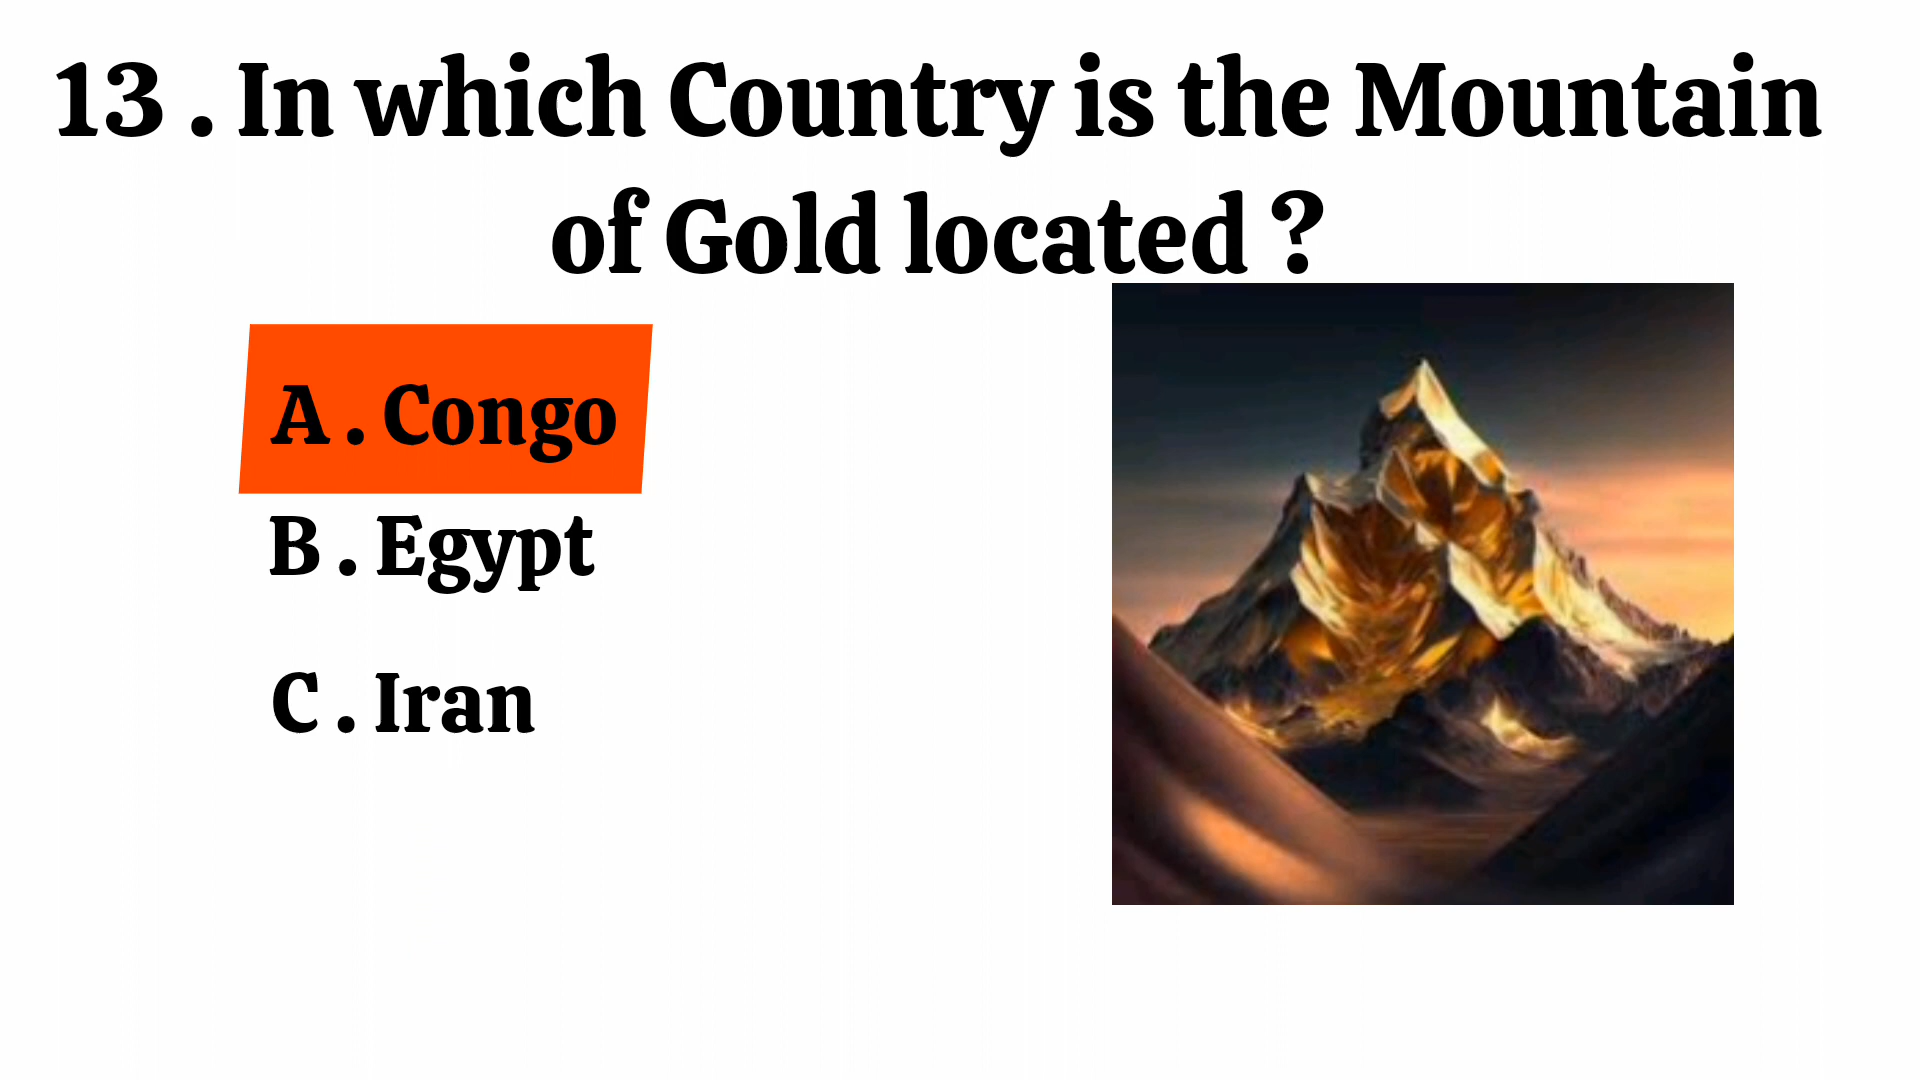 13 . In which Country is the Mountain
of Gold located ?
A . Congo
B . Egypt
C . Iran